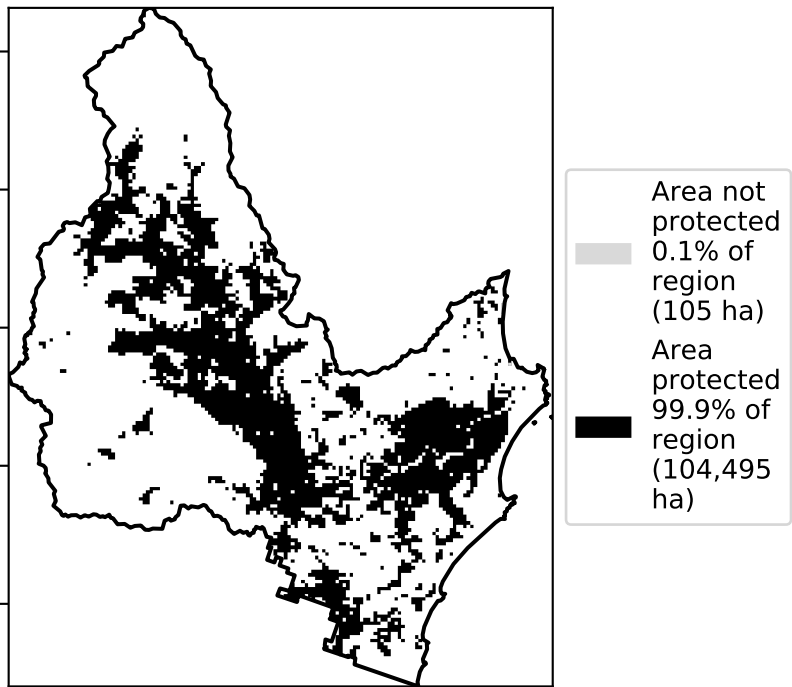 Area not
protected
0.1% of
region
(105 ha)
Area
protected
99.9% of
region
(104,495
ha)